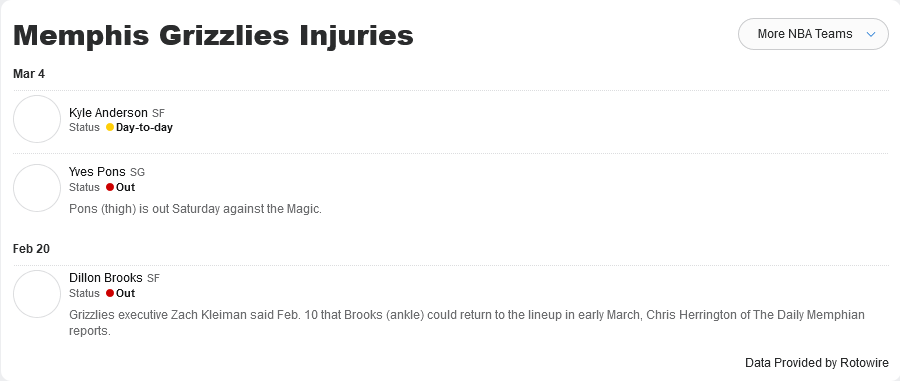 Memphis Grizzlies Injuries
More NBA Teams
Mar 4
Kyle Anderson SF
Status Day-to-day
Yves Pons SG
Status Out
Pons (thigh) is out Saturday against the Magic.
Feb 20
Dillon Brooks SF
Status Out
Grizzlies executive Zach Kleiman said Feb. 10 that Brooks (ankle) could return to the lineup in early March, Chris Herrington of The Daily Memphian
reports.
Data Provided by Rotowire